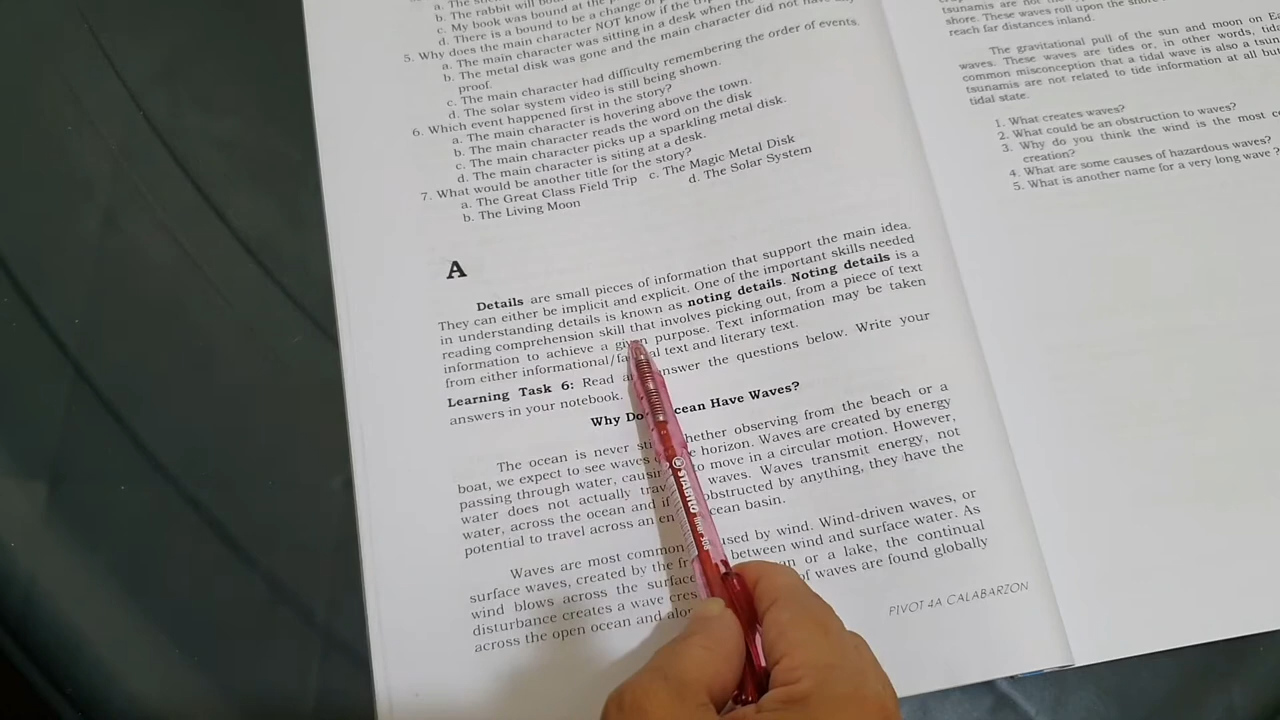 a. The
b. The rabbit will
c. My book was bound at the
d. There is a bound to be a change of
5. Why does the main character NOT know if the
a. The main character was sitting in a desk when the
b. The metal disk was gone and the main character did not have
proof.
c. The main character had difficulty remembering the order of events.
d. The solar system video is still being shown.
6. Which event happened first in the story?
a. The main character is hovering above the town.
b. The main character reads the word on the disk
c. The main character picks up a sparkling metal disk.
d. The main character is siting at a desk.
7. What would be another title for the story?
a. The Great Class Field Trip c. The Magic Metal Disk
b. The Living Moon d. The Solar System
A
Details are small pieces of information that support the main idea.
They can either be implicit and explicit. One of the important skills needed
in understanding details is known as noting details. Noting details is a
reading comprehension skill that involves picking out, from a piece of text
information to achieve a given purpose. Text information may be taken
from either informational/ text and literary text.
Learning Task 6: Read answer the questions below. Write your
answers in your notebook.
Why Do Ocean Have Waves?
The ocean is never whether observing from the beach or a
boat, we expect to see waves horizon. Waves are created by energy
passing through water, to move in a circular motion. However,
water does not actually waves. Waves transmit energy, not
water, across the ocean and if obstructed by anything, they have the
potential to travel across an ocean basin.
Waves are most caused by wind. Wind-driven waves, or
surface waves, created by the between wind and surface water. As
wind blows across the or a lake, the continual
disturbance creates a wave of waves are found globally
across the open ocean and
PIVOT 4A CALABARZON
tsunamis are not
shore. These waves roll upon the
reach far distances inland.
The gravitational pull of the sun and moon on
waves. These waves are tides or, in other words,
common misconception that a tidal wave is also a
tsunamis are not related to tide information at all but
tidal state.
1. What creates waves?
2. What could be an obstruction to waves?
3. Why do you think the wind is the most
creation?
4. What are some causes of hazardous waves?
5. What is another name for a very long wave ?
STABILO liner 308